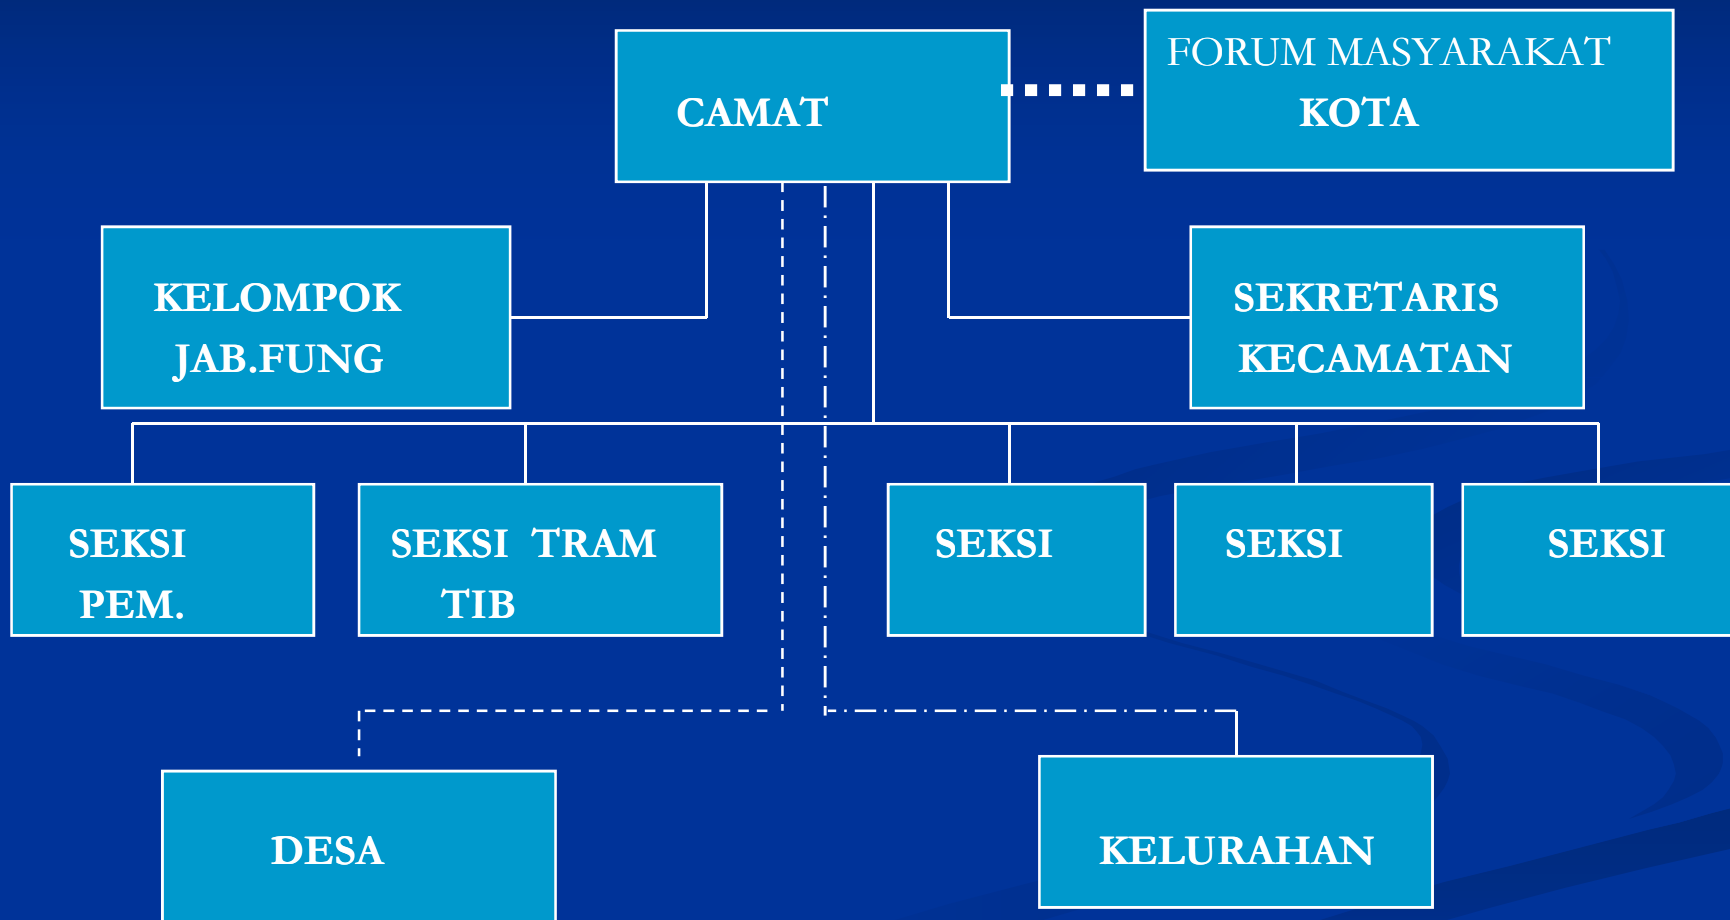 FORUM MASYARAKAT
KOTA
CAMAT
KELOMPOK
JAB.FUNG
SEKRETARIS
KECAMATAN
SEKSI
PEM.
SEKSI TRAM
TIB
SEKSI
SEKSI
SEKSI
DESA
KELURAHAN